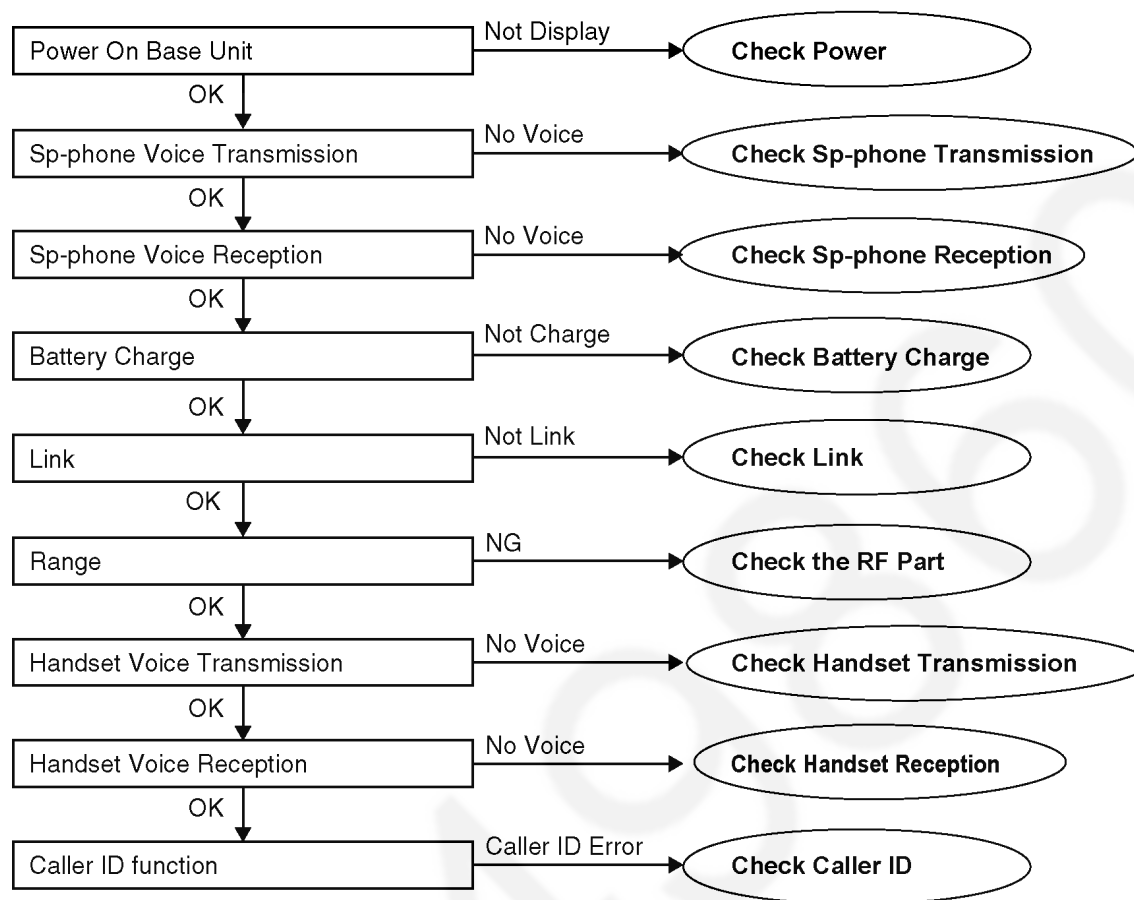 Power On Base Unit
Not Display
Check Power
OK
Sp-phone Voice Transmission
No Voice
Check Sp-phone Transmission
OK
Sp-phone Voice Reception
No Voice
Check Sp-phone Reception
OK
Battery Charge
Not Charge
Check Battery Charge
OK
Link
Not Link
Check Link
OK
Range
NG
Check the RF Part
OK
Handset Voice Transmission
No Voice
Check Handset Transmission
OK
Handset Voice Reception
No Voice
Check Handset Reception
OK
Caller ID function
Caller ID Error
Check Caller ID